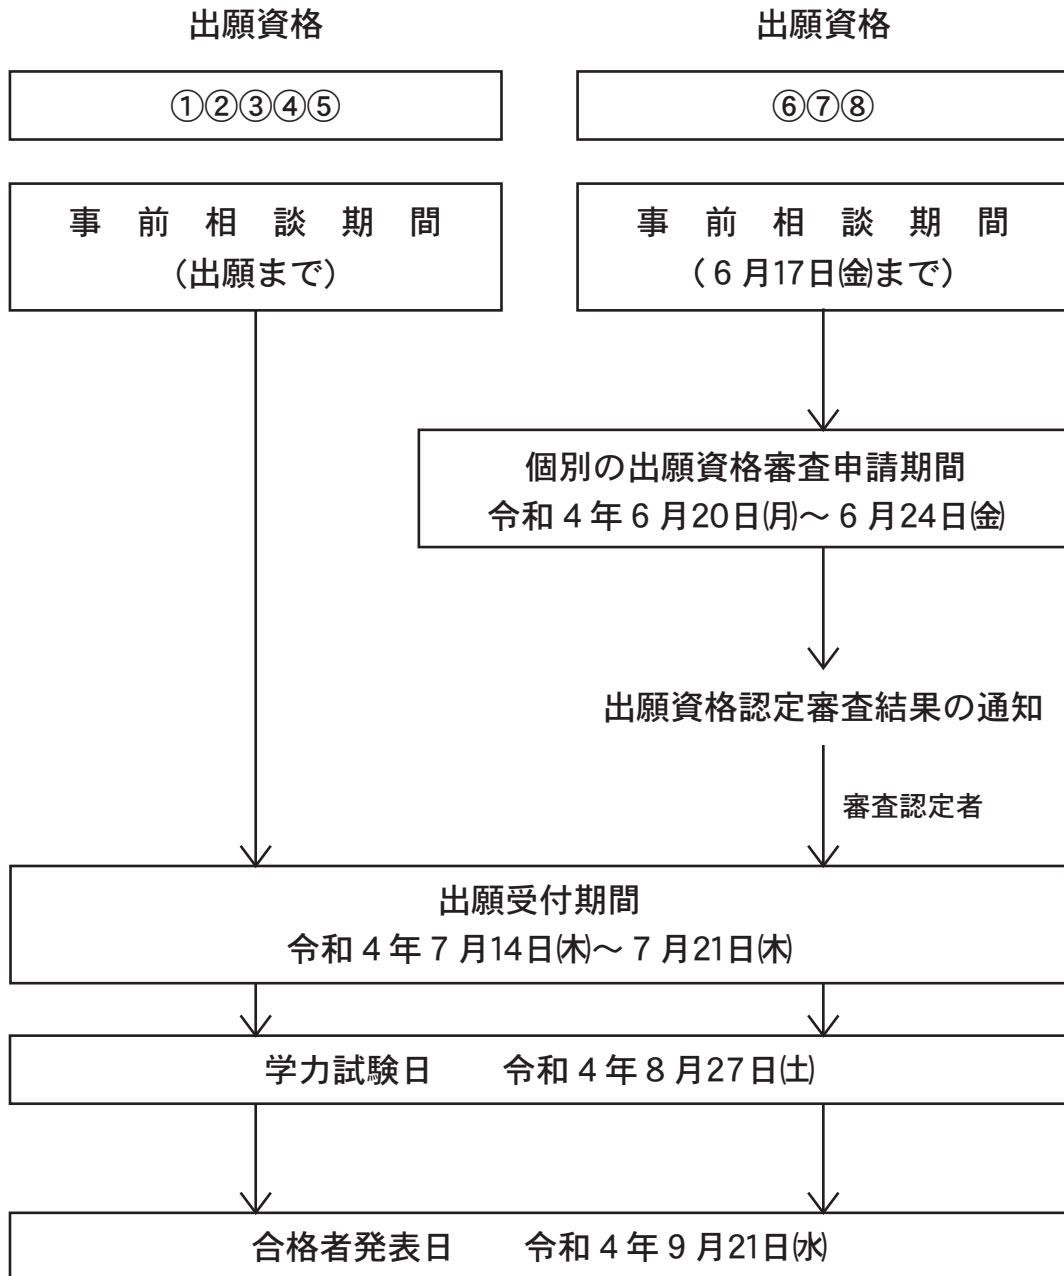 出願資格
①②③④⑤
事前相談期間
（出願まで）
出願資格
⑥⑦⑧
事前相談期間
（6月17日㈮まで）
個別の出願資格審査申請期間
令和4年6月20日㈪～6月24日㈮
出願資格認定審査結果の通知
審査認定者
出願受付期間
令和4年7月14日㈭～7月21日㈭
学力試験日　令和4年8月27日㈯
合格者発表日　令和4年9月21日㈬